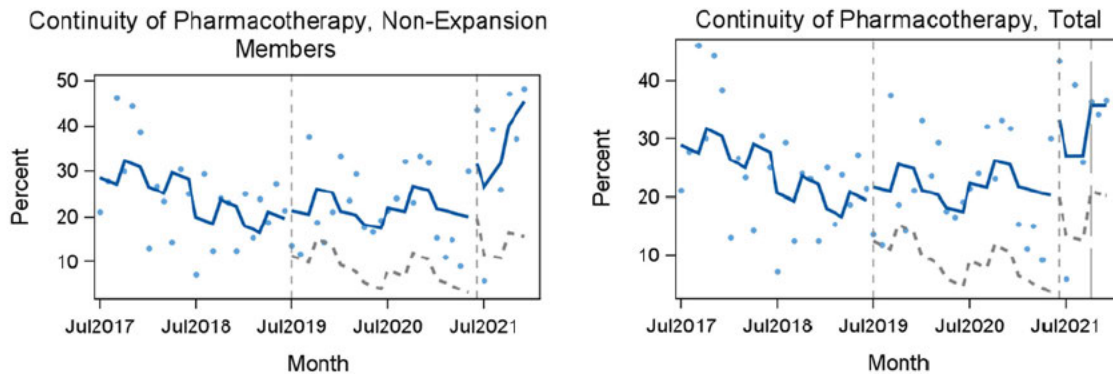 Continuity of Pharmacotherapy, Non-Expansion
Members
Percent
50
40
30
20
10
Jul2017
Jul2018
Jul2019
Jul2020
Jul2021
Month
Continuity of Pharmacotherapy, Total
Percent
40
30
20
10
Jul2017
Jul2018
Jul2019
Jul2020
Jul2021
Month